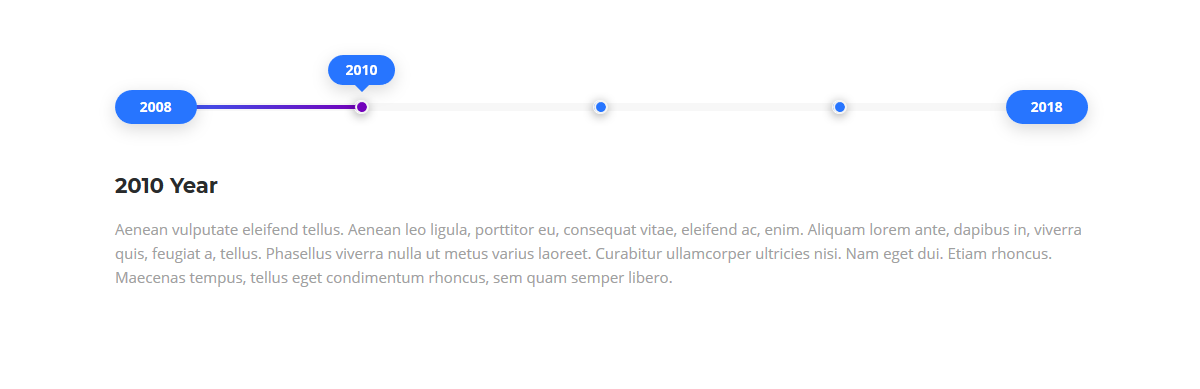 2010
2008
2018
2010 Year
Aenean vulputate eleifend tellus. Aenean leo ligula, porttitor eu, consequat vitae, eleifend ac, enim. Aliquam lorem ante, dapibus in, viverra
quis, feugiat a, tellus. Phasellus viverra nulla ut metus varius laoreet. Curabitur ullamcorper ultricies nisi. Nam eget dui. Etiam rhoncus.
Maecenas tempus, tellus eget condimentum rhoncus, sem quam semper libero.